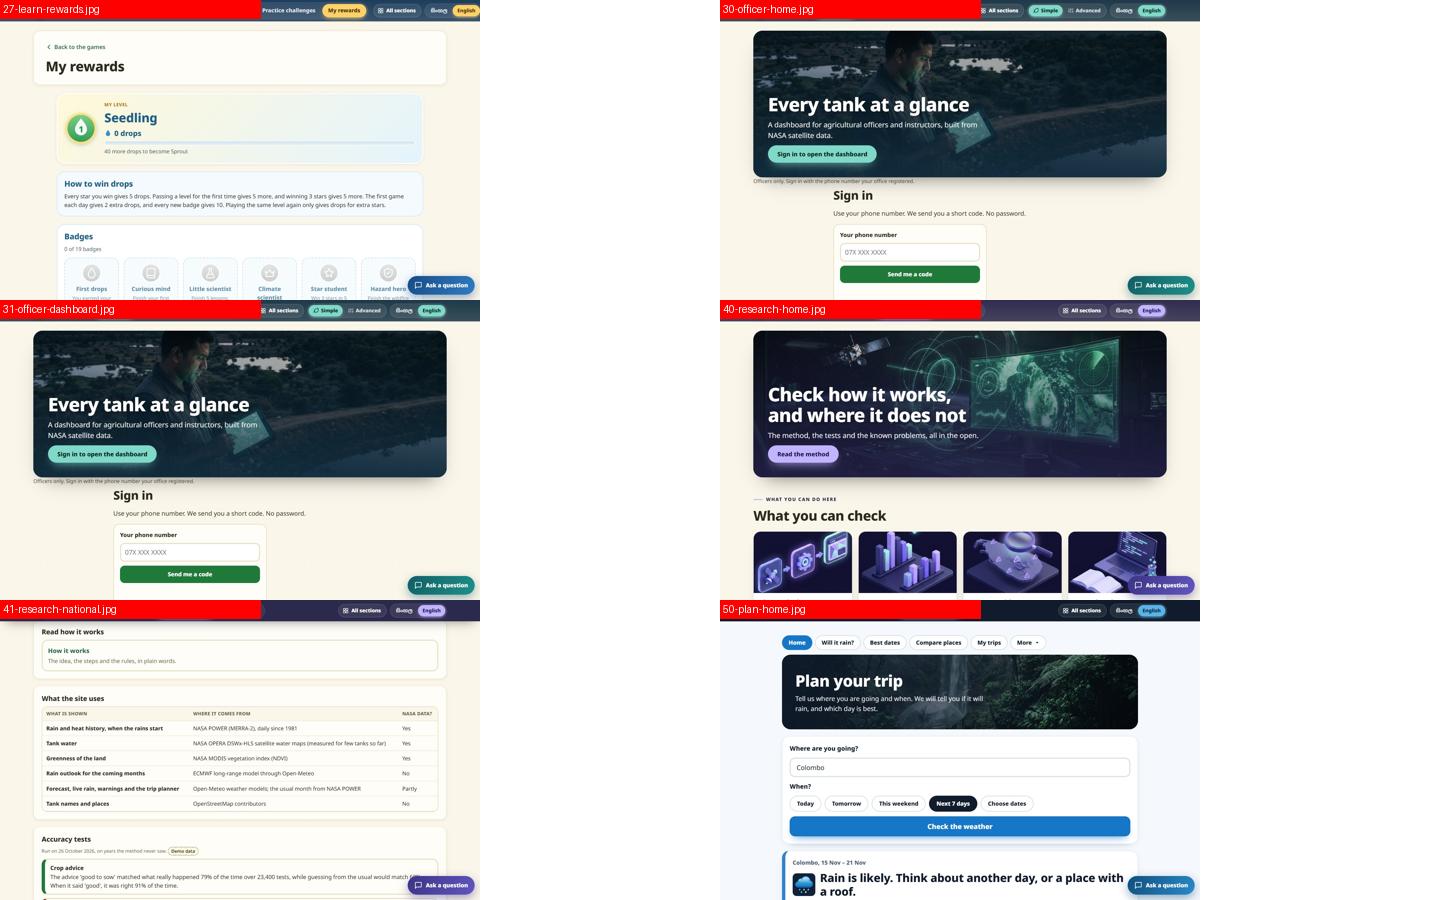 27-learn-rewards.jpg
Practice challenges
My rewards
All sections
සිංහල
English
Back to the games
My rewards
MY LEVEL
Seedling
1
0 drops
40 more drops to become Sprout
How to win drops
Every star you win gives 5 drops. Passing a level for the first time gives 5 more, and winning 3 stars gives 5 more. The first game
each day gives 2 extra drops, and every new badge gives 10. Playing the same level again only gives drops for extra stars.
Badges
0 of 19 badges
First drops
Curious mind
Little scientist
Climate
scientist
Star student
Hazard hero
Ask a question
30-officer-home.jpg
All sections
Simple
Advanced
සිංහල
English
Every tank at a glance
A dashboard for agricultural officers and instructors, built from
NASA satellite data.
Sign in to open the dashboard
Officers only. Sign in with the phone number your office registered.
Sign in
Use your phone number. We send you a short code. No password.
Your phone number
07X XXX XXXX
Send me a code
Ask a question
31-officer-dashboard.jpg
All sections
Simple
Advanced
සිංහල
English
Every tank at a glance
A dashboard for agricultural officers and instructors, built from
NASA satellite data.
Sign in to open the dashboard
Officers only. Sign in with the phone number your office registered.
Sign in
Use your phone number. We send you a short code. No password.
Your phone number
07X XXX XXXX
Send me a code
Ask a question
40-research-home.jpg
All sections
සිංහල
English
Check how it works,
and where it does not
The method, the tests and the known problems, all in the open.
Read the method
WHAT YOU CAN DO HERE
What you can check
Ask a question
41-research-national.jpg
All sections
සිංහල
English
Read how it works
How it works
The idea, the steps and the rules, in plain words.
What the site uses
WHAT IS SHOWN WHERE IT COMES FROM NASA DATA?
Rain and heat history, when the rains start NASA POWER (MERRA-2), daily since 1981 Yes
Tank water NASA OPERA DSWx-HLS satellite water maps (measured for few tanks so far) Yes
Greenness of the land NASA MODIS vegetation index (NDVI) Yes
Rain outlook for the coming months ECMWF long-range model through Open-Meteo No
Forecast, live rain, warnings and the trip planner Open-Meteo weather models; the usual month from NASA POWER Partly
Tank names and places OpenStreetMap contributors No
Accuracy tests
Run on 26 October 2026, on years the method never saw. Demo data
Crop advice
The advice 'good to sow' matched what really happened 79% of the time over 23,400 tests, while guessing from the usual would match
When it said 'good', it was right 91% of the time.
Ask a question
50-plan-home.jpg
All sections
සිංහල
English
Home
Will it rain?
Best dates
Compare places
My trips
More
Plan your trip
Tell us where you are going and when. We will tell you if it will
rain, and which day is best.
Where are you going?
Colombo
When?
Today
Tomorrow
This weekend
Next 7 days
Choose dates
Check the weather
Colombo, 15 Nov – 21 Nov
Rain is likely. Think about another day, or a place with
a roof.
Ask a question